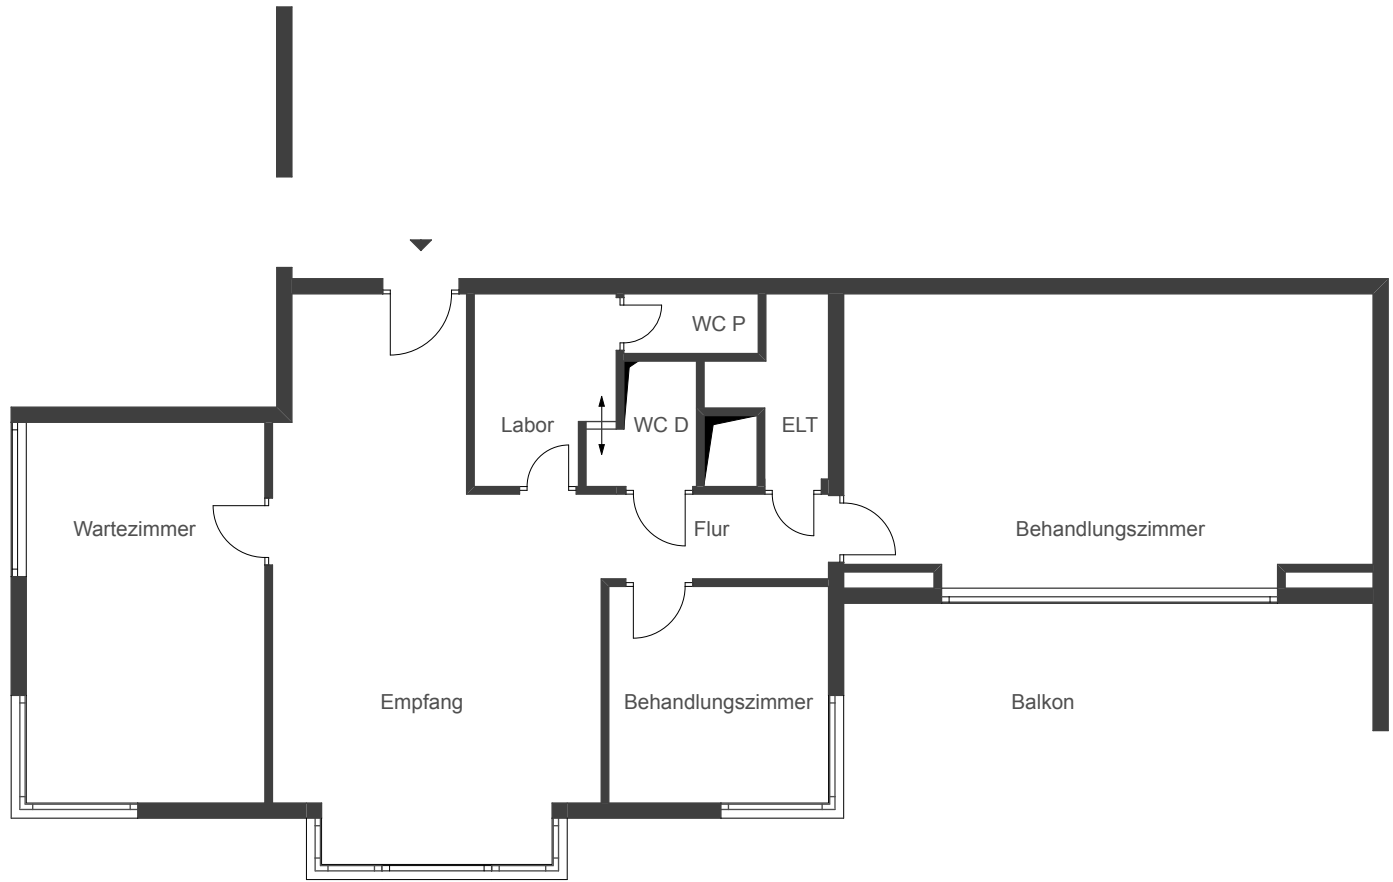 WC P
Labor
WC D
ELT
Wartezimmer
Flur
Behandlungszimmer
Empfang
Behandlungszimmer
Balkon